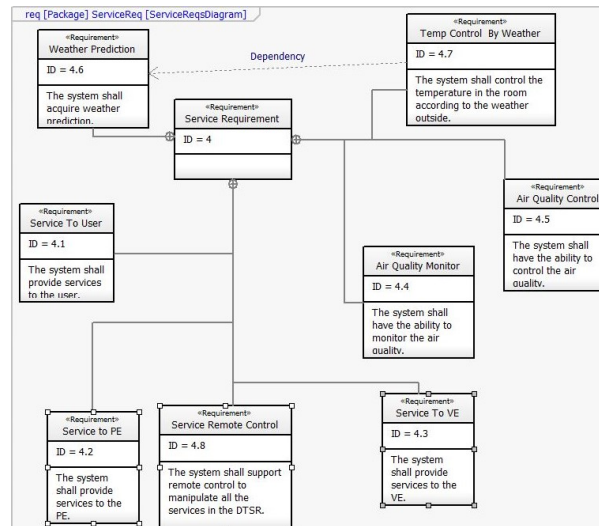 req [Package] ServiceReq [ServiceReqsDiagram]
«Requirement»
Weather Prediction
ID = 4.6
The system shall
acquire weather
prediction.
Dependency
«Requirement»
Temp Control By Weather
ID = 4.7
The system shall control the
temperature in the room
according to the weather
outside.
«Requirement»
Service Requirement
ID = 4
«Requirement»
Air Quality Control
ID = 4.5
The system shall
have the ability to
control the air
quality.
«Requirement»
Service To User
ID = 4.1
The system shall
provide services
to the user.
«Requirement»
Air Quality Monitor
ID = 4.4
The system shall
have the ability to
monitor the air
quality.
«Requirement»
Service to PE
ID = 4.2
The system
shall provide
services to the
PE.
«Requirement»
Service Remote Control
ID = 4.8
The system shall support
remote control to
manipulate all the
services in the DTSR.
«Requirement»
Service To VE
ID = 4.3
The system
shall provide
services to the
VE.